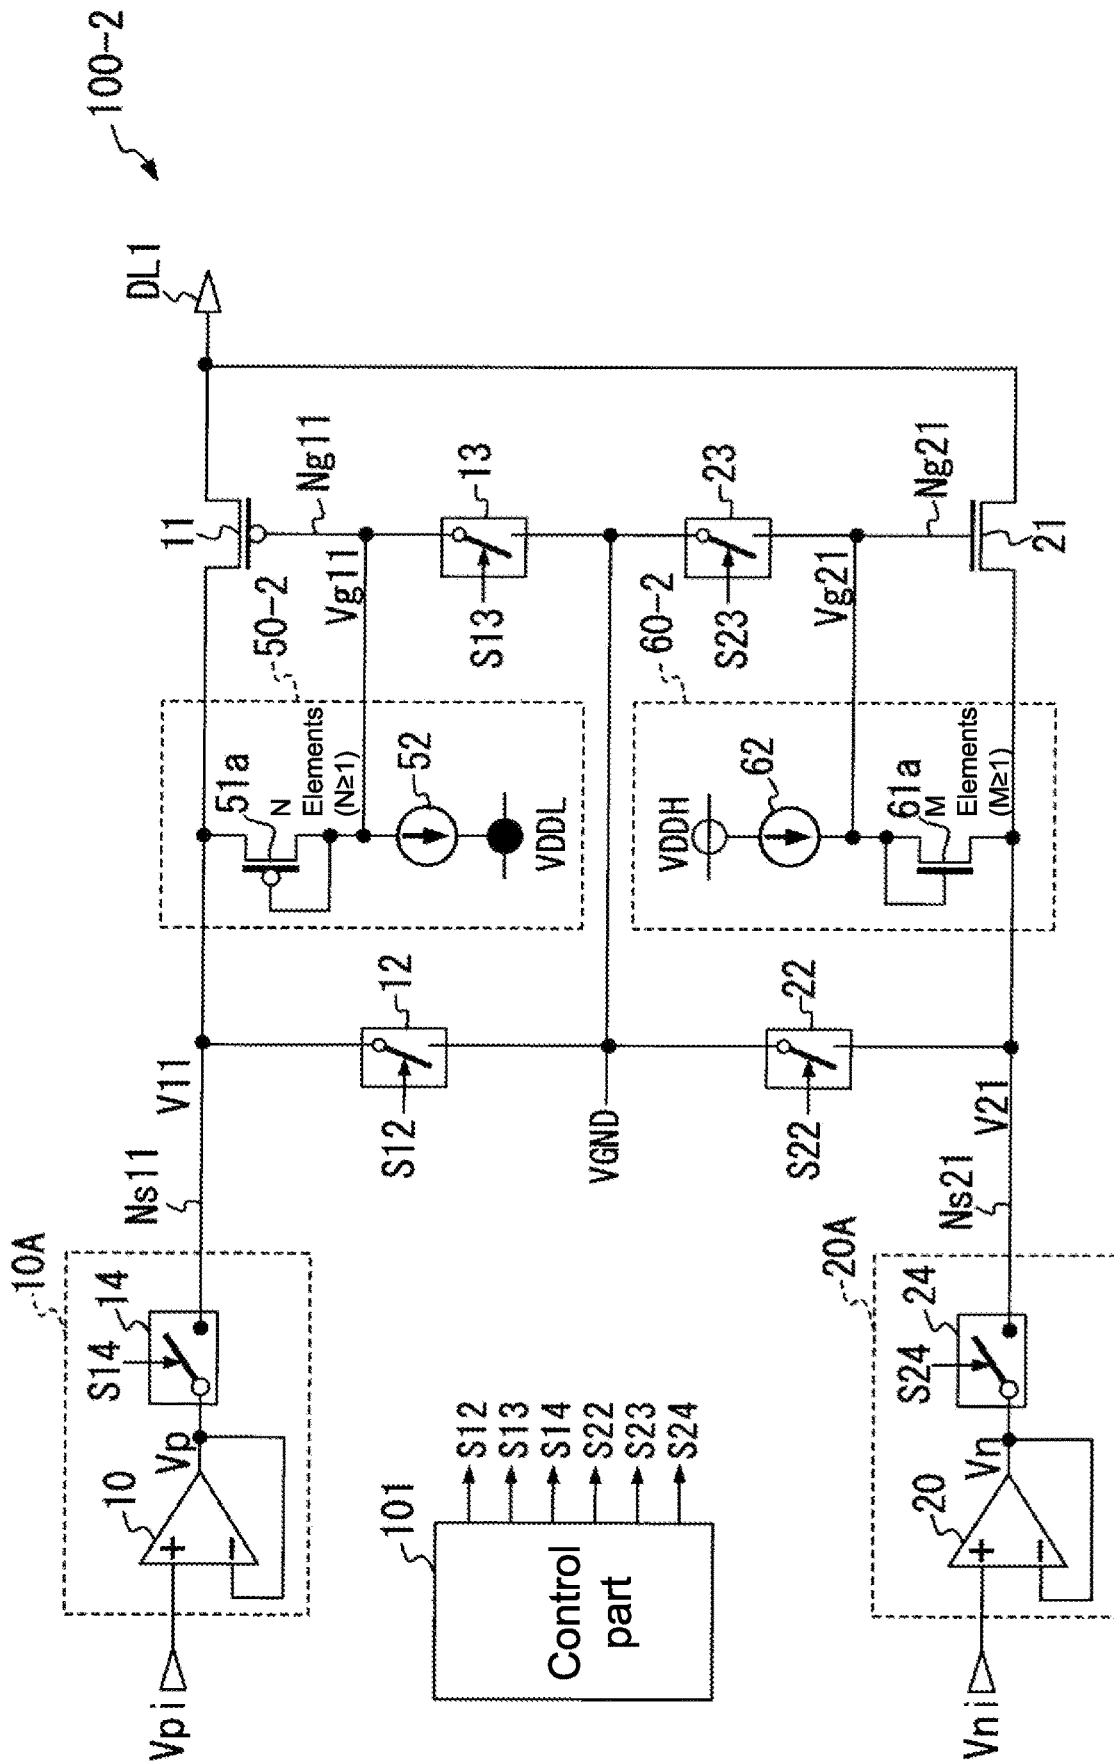 100-2
DL1
11
Ng11
Vg11
13
S13
50-2
51a
N
Elements
(N≥1)
52
VDDL
23
S23
Vg21
Ng21
21
60-2
VDDH
62
61a
M
Elements
(M≥1)
V11
Ns11
12
S12
VGND
22
S22
V21
Ns21
10A
14
S14
Vp
10
+
−
Vpi
101
Control
part
S12
S13
S14
S22
S23
S24
20A
24
S24
Vn
20
+
−
Vni